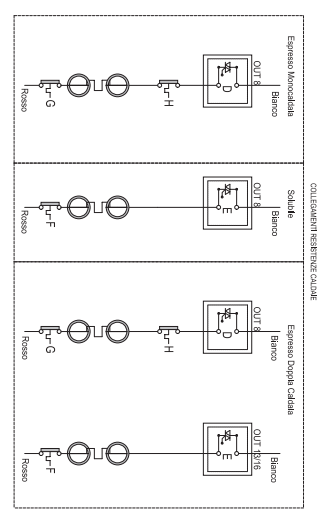 COLLEGAMENTI RESISTENZE CALDAIE
Espresso Monocaldaia
Bianco
OUT 8
D
H
G
Rosso
Solubile
Bianco
OUT 8
E
F
Rosso
Espresso Doppia Caldaia
Bianco
OUT 8
D
H
G
Rosso
Bianco
OUT 13/16
E
F
Rosso